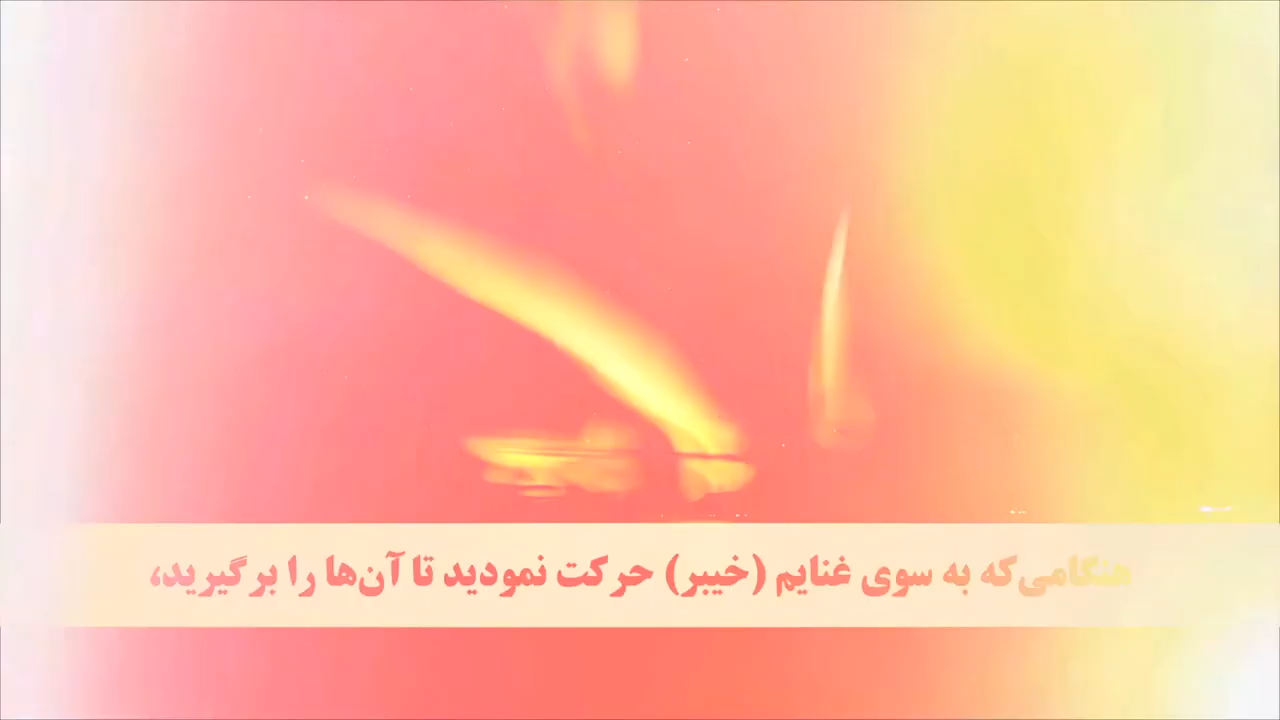 هنگامی‌که به سوی غنایم (خیبر) حرکت نمودید تا آن‌ها را برگیرید،